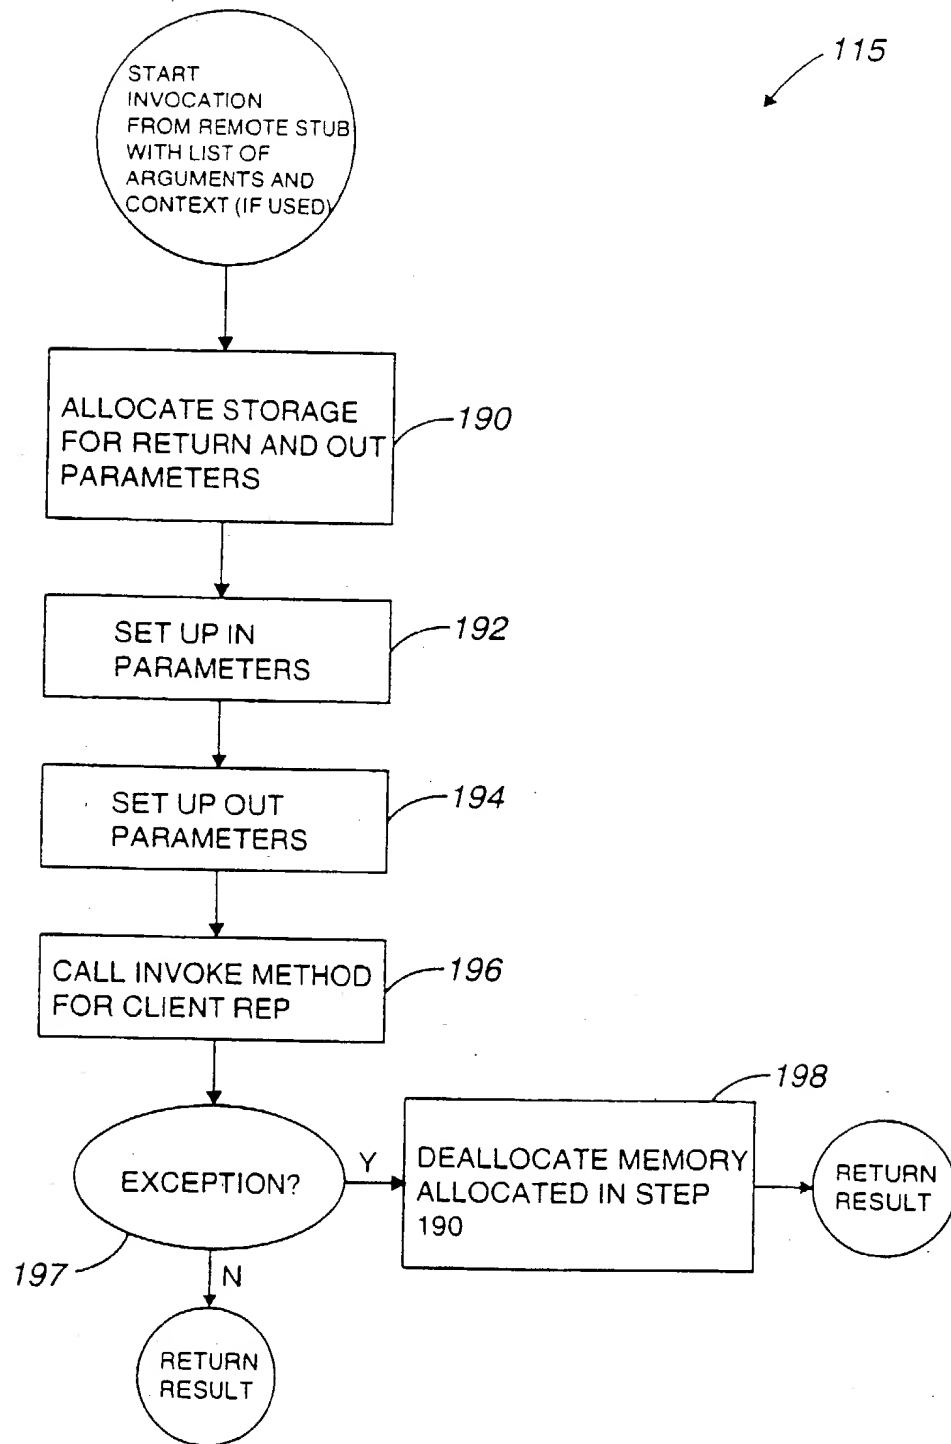 115
START
INVOCATION
FROM REMOTE STUB
WITH LIST OF
ARGUMENTS AND
CONTEXT (IF USED)
ALLOCATE STORAGE
FOR RETURN AND OUT
PARAMETERS
190
SET UP IN
PARAMETERS
192
SET UP OUT
PARAMETERS
194
CALL INVOKE METHOD
FOR CLIENT REP
196
EXCEPTION?
197
Y
N
198
DEALLOCATE MEMORY
ALLOCATED IN STEP
190
RETURN
RESULT
RETURN
RESULT